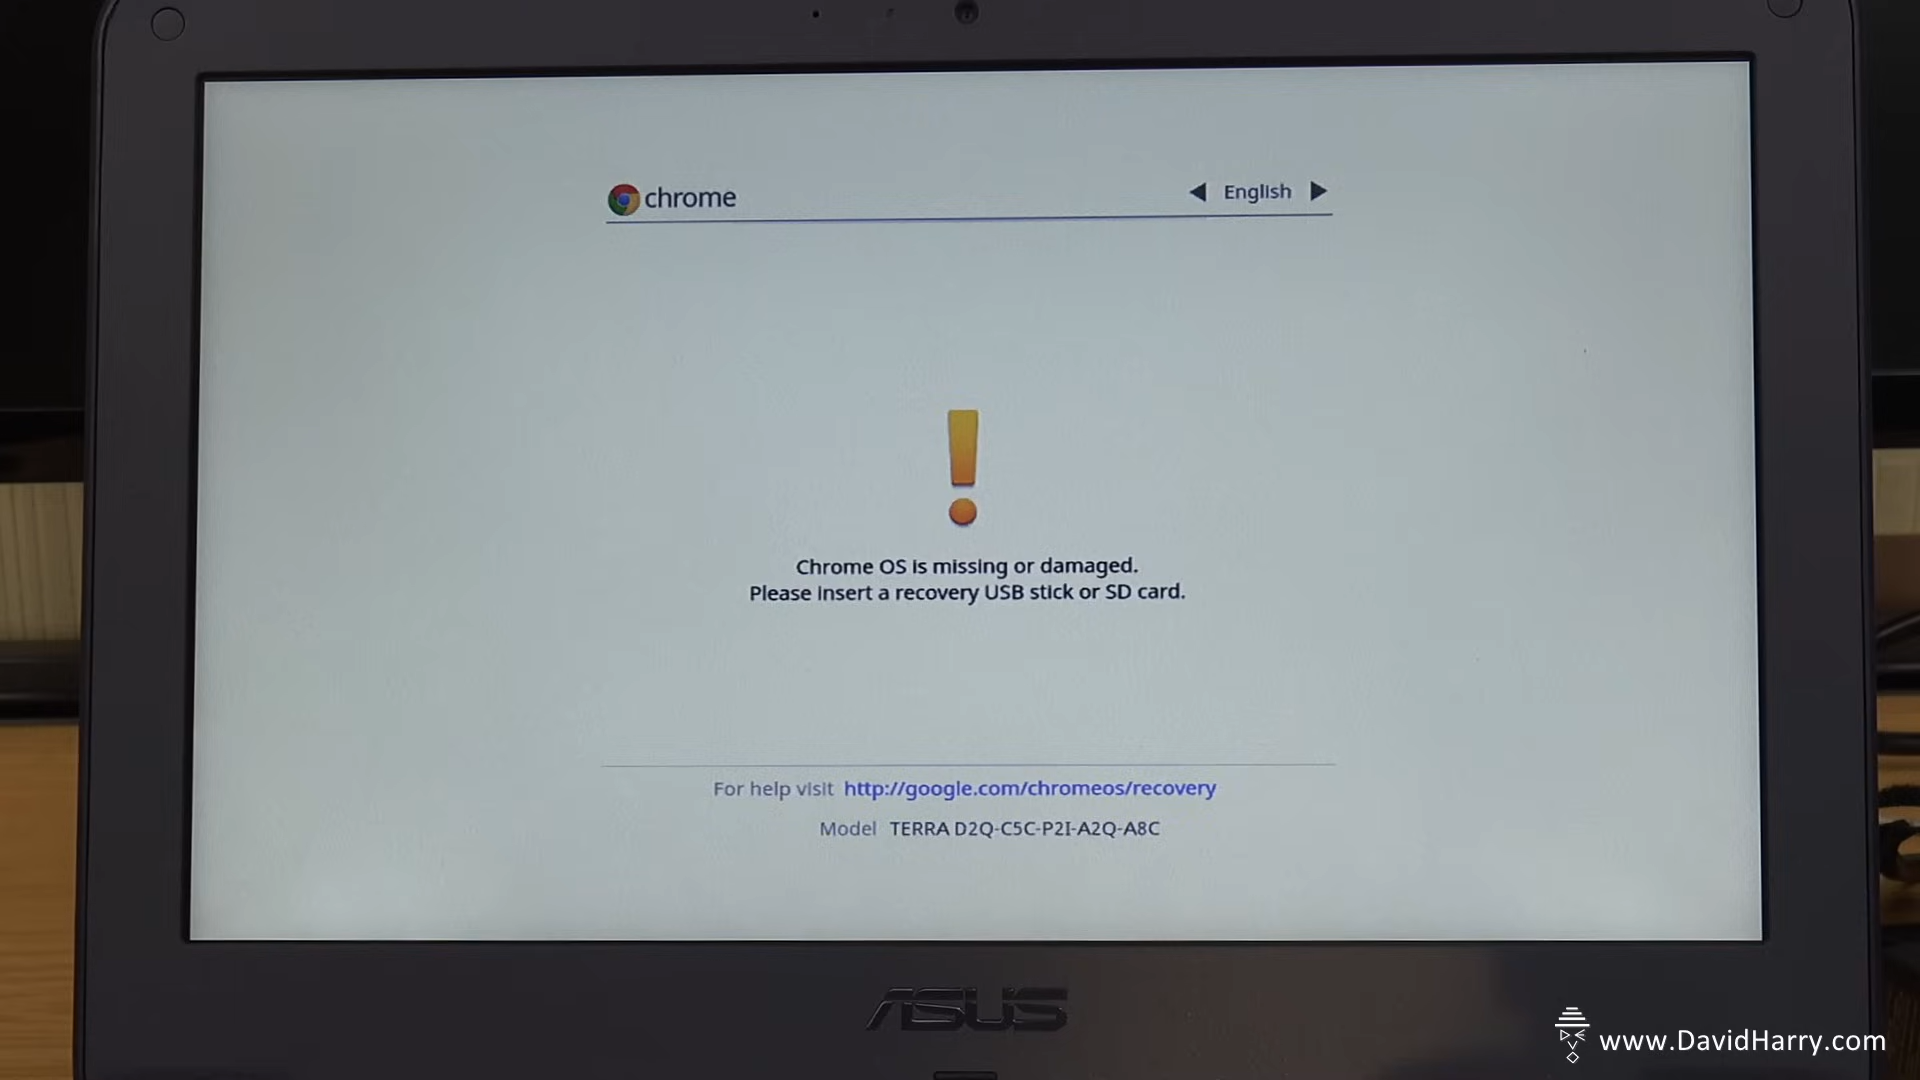 chrome
English
Chrome OS is missing or damaged.
Please insert a recovery USB stick or SD card.
For help visit http://google.com/chromeos/recovery
Model TERRA D2Q-C5C-P2I-A2Q-A8C
ASUS
www.DavidHarry.com